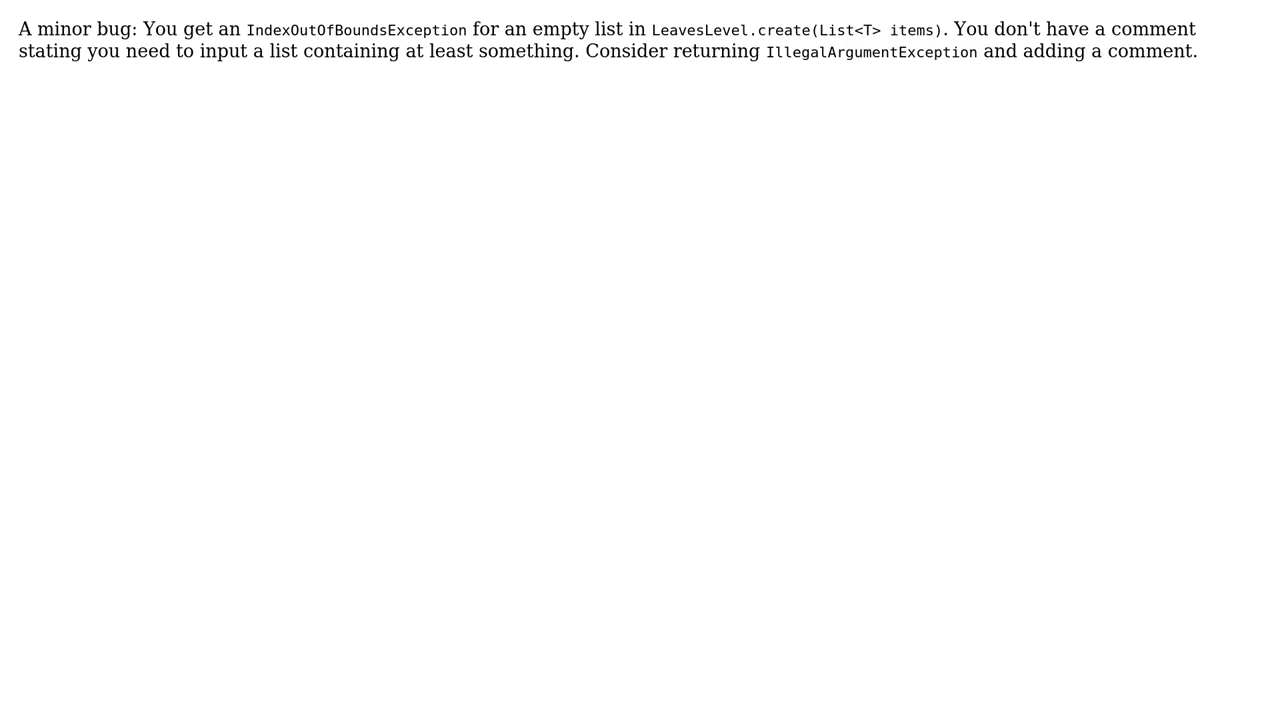 A minor bug: You get an IndexOutOfBoundsException for an empty list in LeavesLevel.create(List<T> items). You don't have a comment
stating you need to input a list containing at least something. Consider returning IllegalArgumentException and adding a comment.